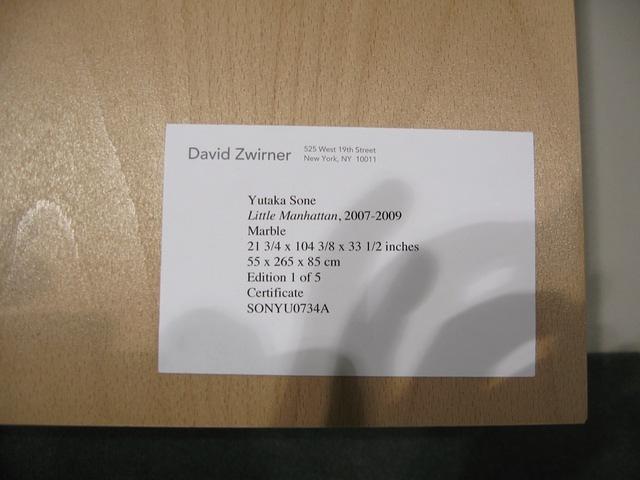 David Zwirner
525 West 19th Street
New York, NY 10011
Yutaka Sone
Little Manhattan, 2007-2009
Marble
21 3/4 x 104 3/8 x 33 1/2 inches
55 x 265 x 85 cm
Edition 1 of 5
Certificate
SONYU0734A